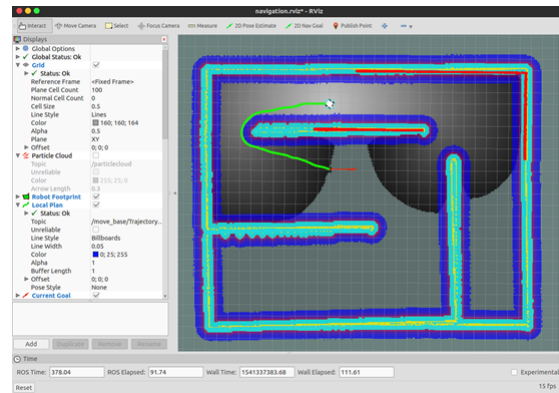 navigation.rviz* - RViz
Interact Move Camera Select Focus Camera Measure 2D Pose Estimate 2D Nav Goal Publish Point
Displays
Global Options
Global Status: Ok
Grid
Status: Ok
Reference Frame <Fixed Frame>
Plane Cell Count 100
Normal Cell Count 0
Cell Size 0.5
Line Style Lines
Color 160; 160; 164
Alpha 0.5
Plane XY
Offset 0; 0; 0
Particle Cloud
Topic /particlecloud
Unreliable
Color 255; 25; 0
Arrow Length 0.3
Robot Footprint
Local Plan
Status: Ok
Topic /move_base/Trajectory...
Unreliable
Line Style Billboards
Line Width 0.05
Color 0; 25; 255
Alpha 1
Buffer Length 1
Offset 0; 0; 0
Pose Style None
Current Goal
Add Duplicate Remove Rename
Time
ROS Time: 378.04 ROS Elapsed: 91.74 Wall Time: 1541337383.68 Wall Elapsed: 111.61 Experimental
Reset 15 fps